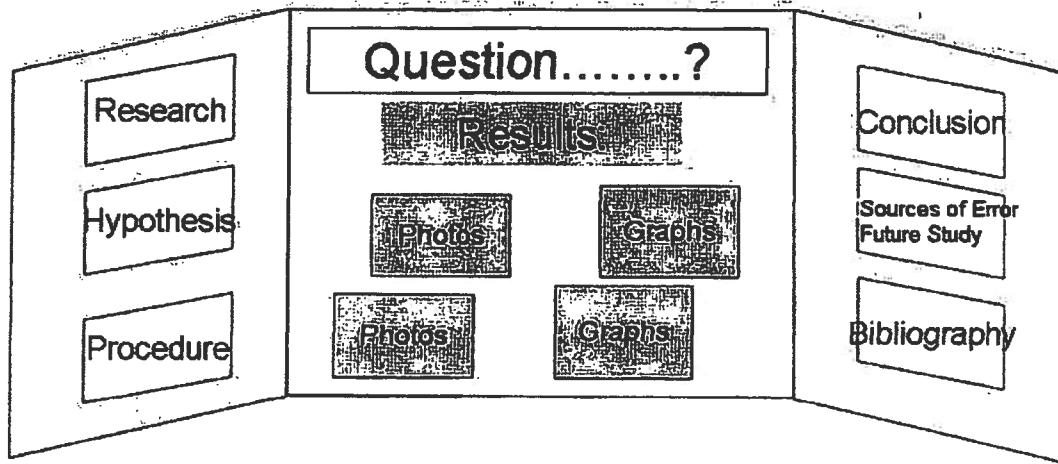 Research
Hypothesis
Procedure
Question........?
Results:
Photos
Graphs
Photos
Graphs
Conclusion
Sources of Error
Future Study
Bibliography